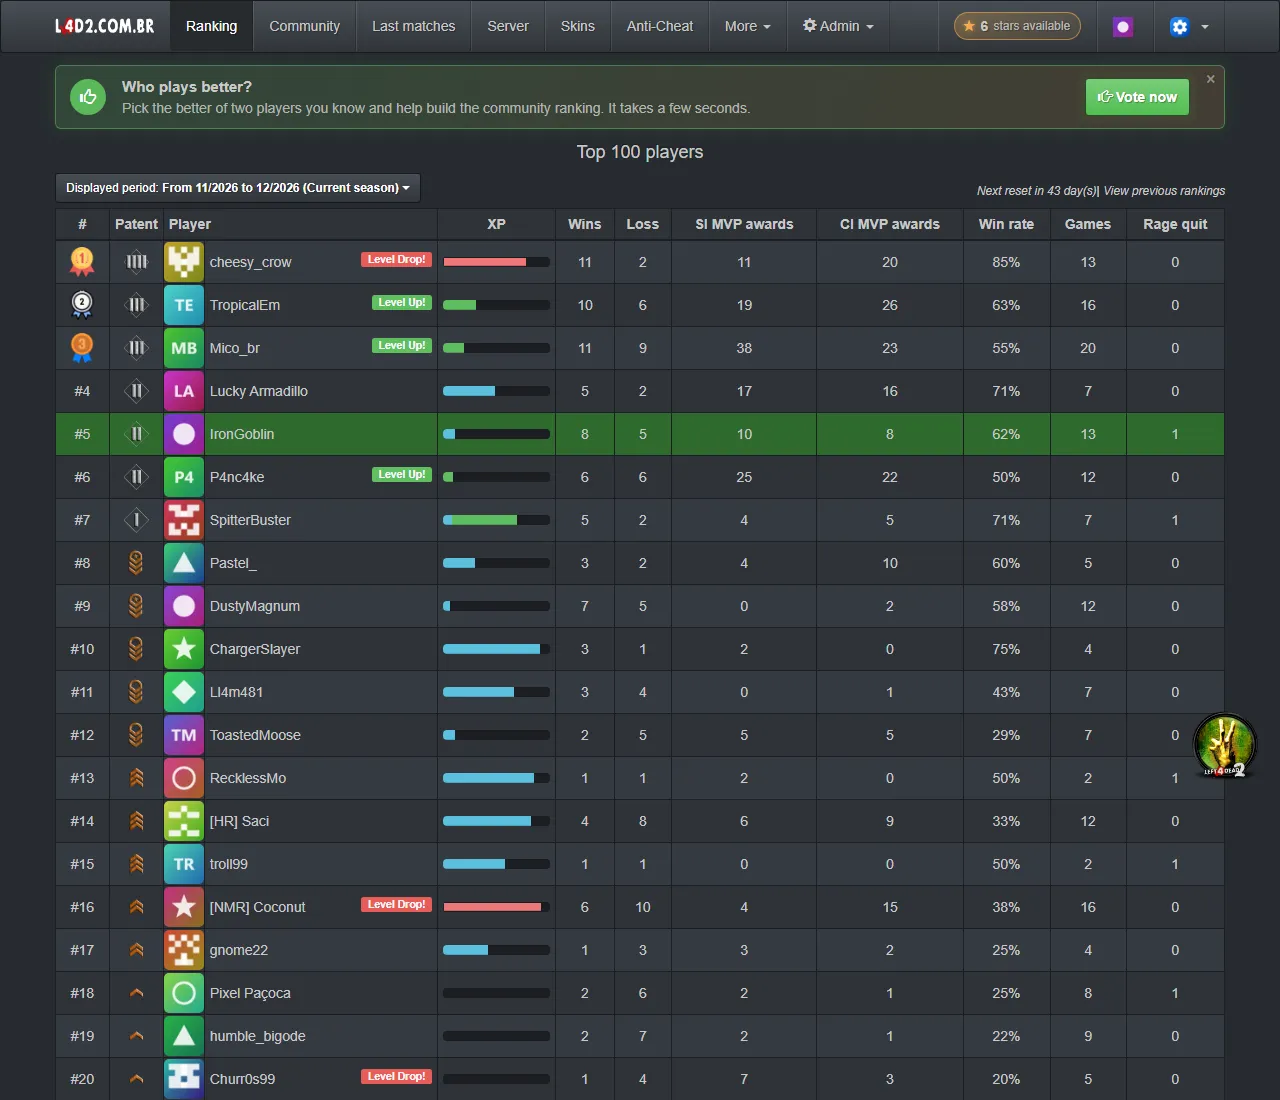 L4D2.COM.BR Ranking Community Last matches Server Skins Anti-Cheat More Admin 6 stars available
Who plays better?
Pick the better of two players you know and help build the community ranking. It takes a few seconds.
Vote now
×
Top 100 players
Displayed period: From 11/2026 to 12/2026 (Current season)
Next reset in 43 day(s)| View previous rankings
# Patent Player XP Wins Loss SI MVP awards CI MVP awards Win rate Games Rage quit
1 cheesy_crow Level Drop! 11 2 11 20 85% 13 0
2 TE TropicalEm Level Up! 10 6 19 26 63% 16 0
3 MB Mico_br Level Up! 11 9 38 23 55% 20 0
#4 LA Lucky Armadillo 5 2 17 16 71% 7 0
#5 IronGoblin 8 5 10 8 62% 13 1
#6 P4 P4nc4ke Level Up! 6 6 25 22 50% 12 0
#7 SpitterBuster 5 2 4 5 71% 7 1
#8 Pastel_ 3 2 4 10 60% 5 0
#9 DustyMagnum 7 5 0 2 58% 12 0
#10 ChargerSlayer 3 1 2 0 75% 4 0
#11 Ll4m481 3 4 0 1 43% 7 0
#12 TM ToastedMoose 2 5 5 5 29% 7 0
LEFT 4 DEAD 2
#13 RecklessMo 1 1 2 0 50% 2 1
#14 [HR] Saci 4 8 6 9 33% 12 0
#15 TR troll99 1 1 0 0 50% 2 1
#16 [NMR] Coconut Level Drop! 6 10 4 15 38% 16 0
#17 gnome22 1 3 3 2 25% 4 0
#18 Pixel Paçoca 2 6 2 1 25% 8 1
#19 humble_bigode 2 7 2 1 22% 9 0
#20 Churr0s99 Level Drop! 1 4 7 3 20% 5 0